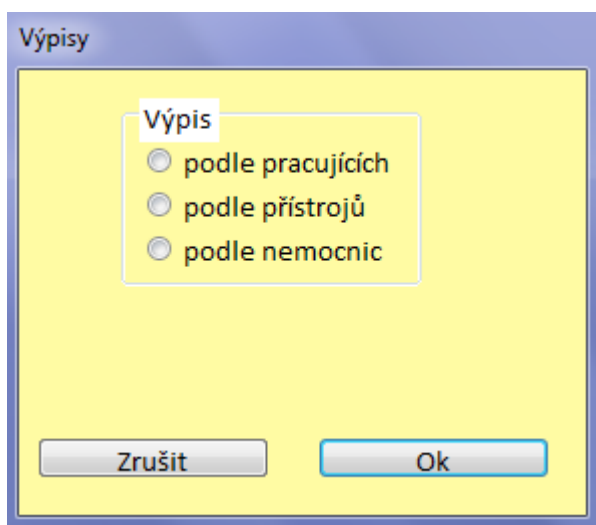 Výpisy
Výpis
podle pracujících
podle přístrojů
podle nemocnic
Zrušit
Ok